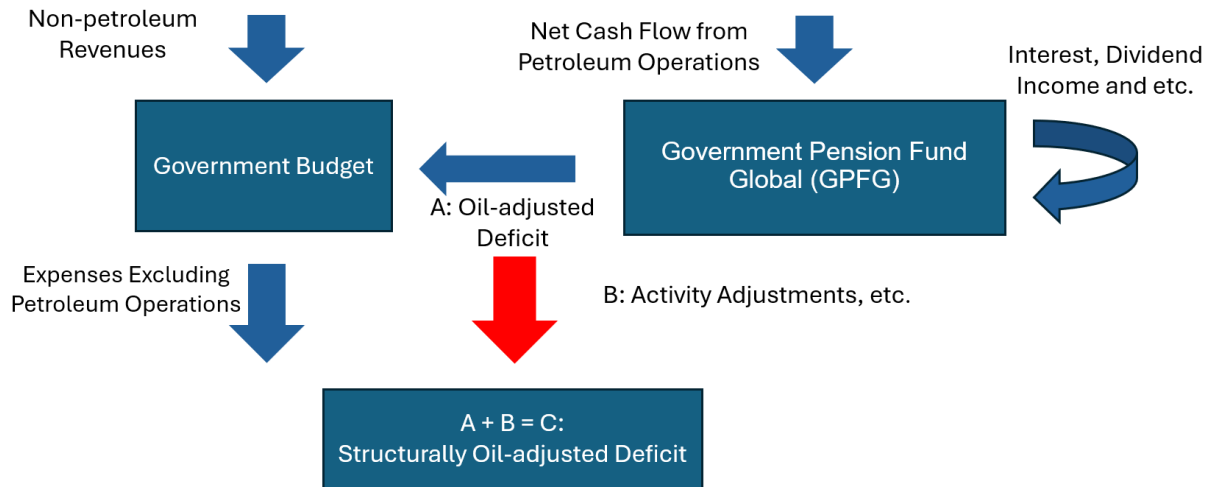 Non-petroleum
Revenues
Net Cash Flow from
Petroleum Operations
Interest, Dividend
Income and etc.
Government Budget
Government Pension Fund
Global (GPFG)
A: Oil-adjusted
Deficit
Expenses Excluding
Petroleum Operations
B: Activity Adjustments, etc.
A + B = C:
Structurally Oil-adjusted Deficit